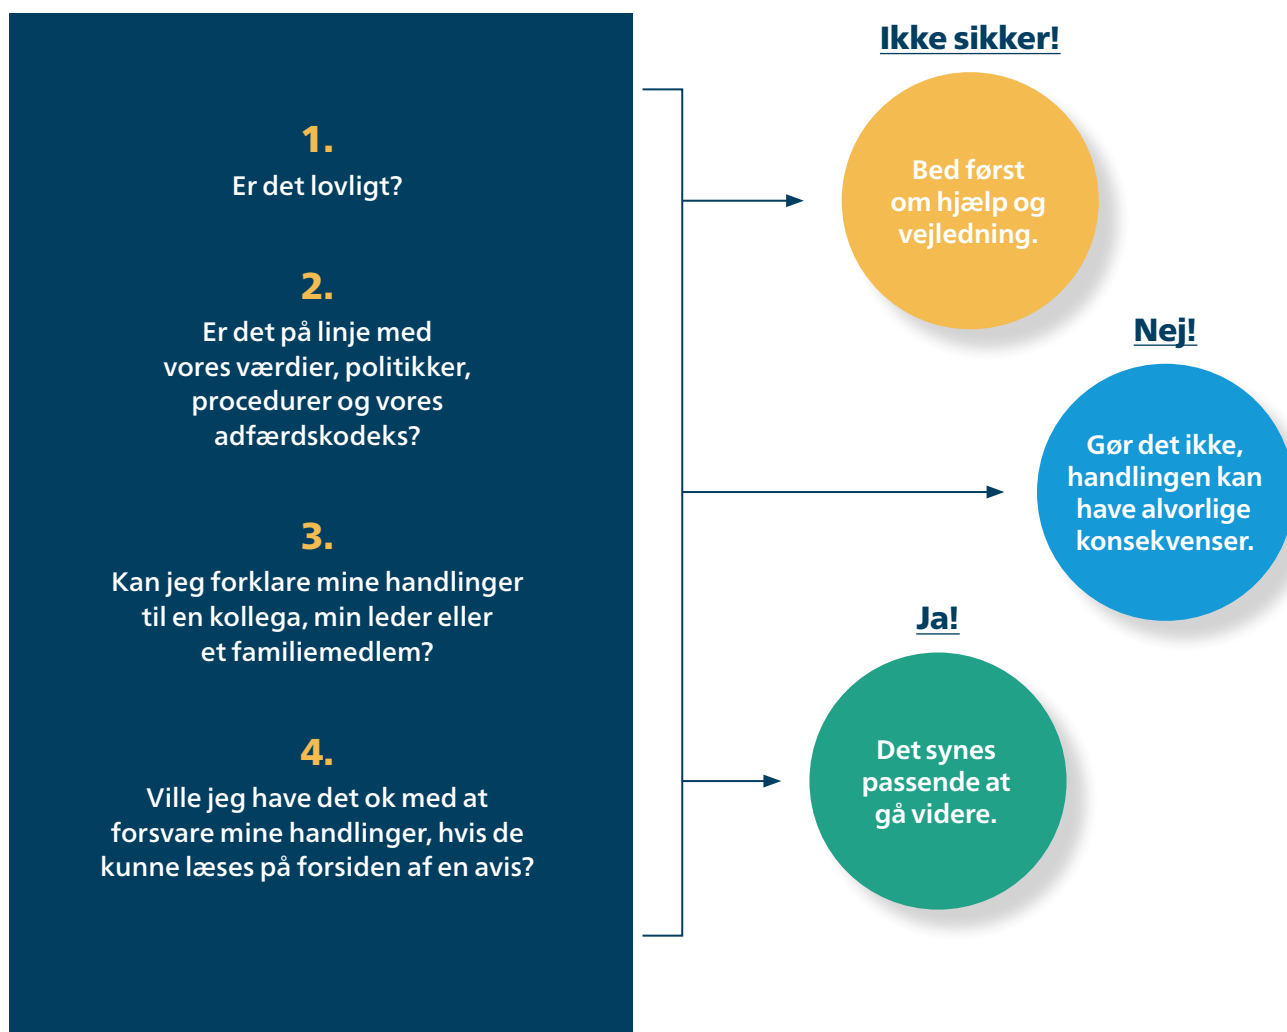 1.
Er det lovligt?
2.
Er det på linje med
vores værdier, politikker,
procedurer og vores
adfærdskodeks?
3.
Kan jeg forklare mine handlinger
til en kollega, min leder eller
et familiemedlem?
4.
Ville jeg have det ok med at
forsvare mine handlinger, hvis de
kunne læses på forsiden af en avis?
Ikke sikker!
Bed først
om hjælp og
vejledning.
Nej!
Gør det ikke,
handlingen kan
have alvorlige
konsekvenser.
Ja!
Det synes
passende at
gå videre.